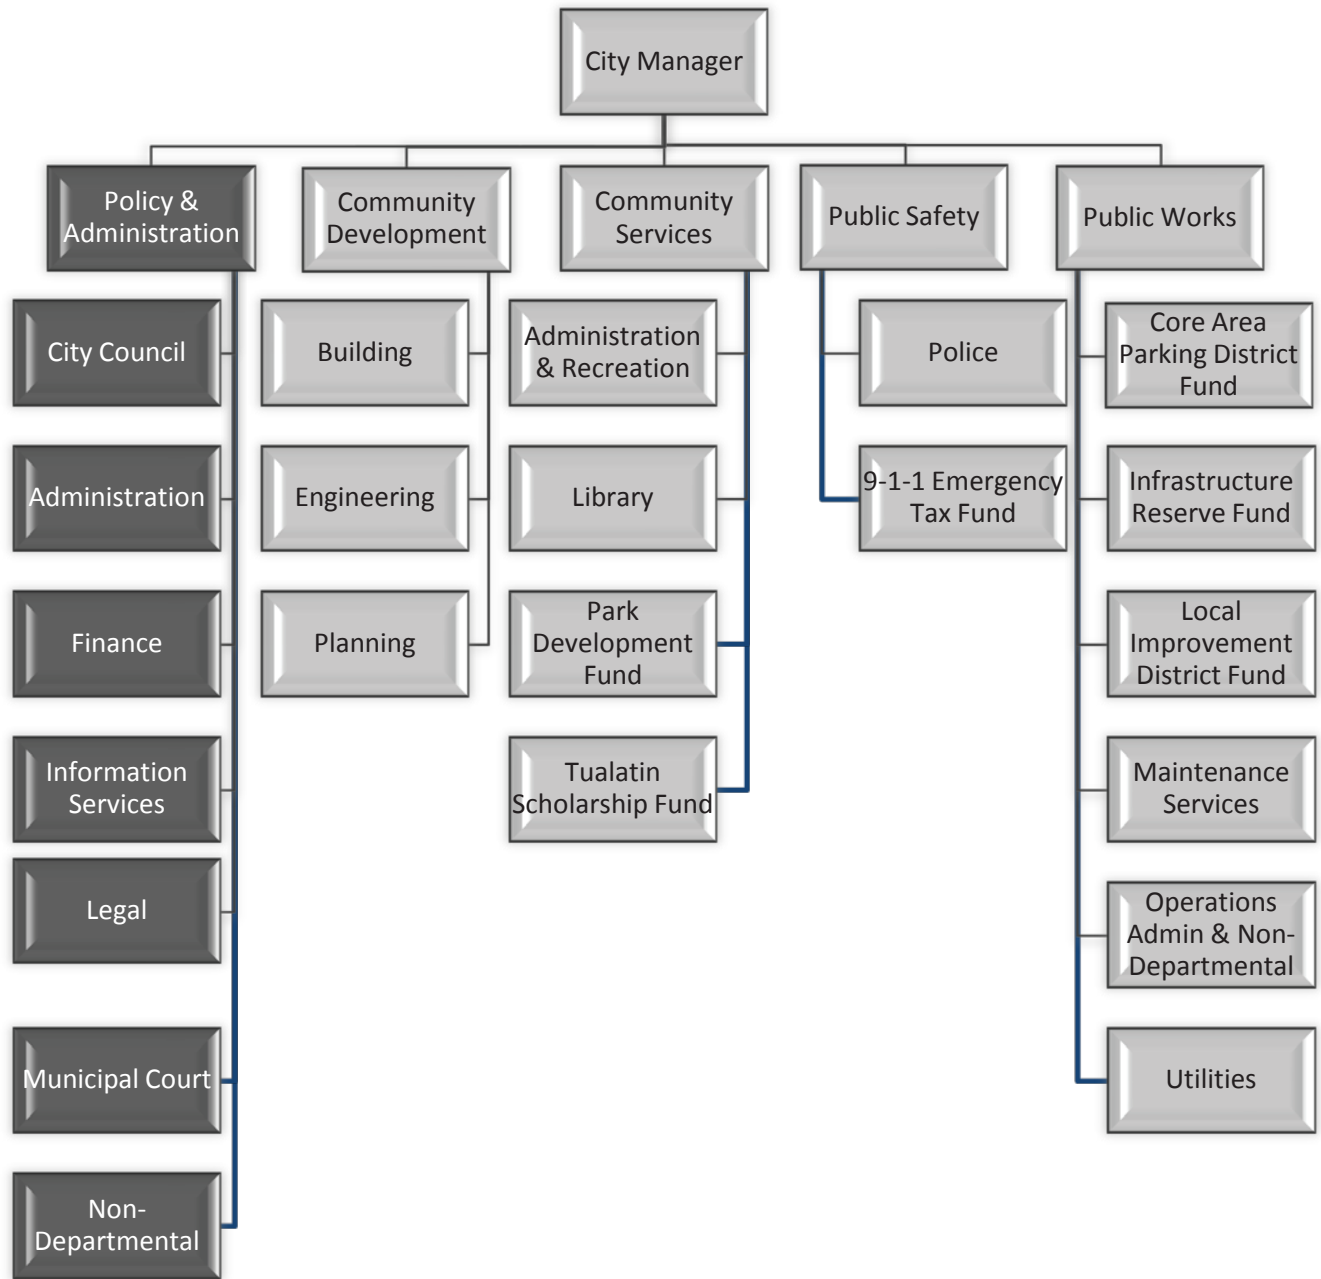 City Manager
Policy &
Administration
City Council
Administration
Finance
Information
Services
Legal
Municipal Court
Non-
Departmental
Community
Development
Building
Engineering
Planning
Community
Services
Administration
& Recreation
Library
Park
Development
Fund
Tualatin
Scholarship Fund
Public Safety
Police
9-1-1 Emergency
Tax Fund
Public Works
Core Area
Parking District
Fund
Infrastructure
Reserve Fund
Local
Improvement
District Fund
Maintenance
Services
Operations
Admin & Non-
Departmental
Utilities